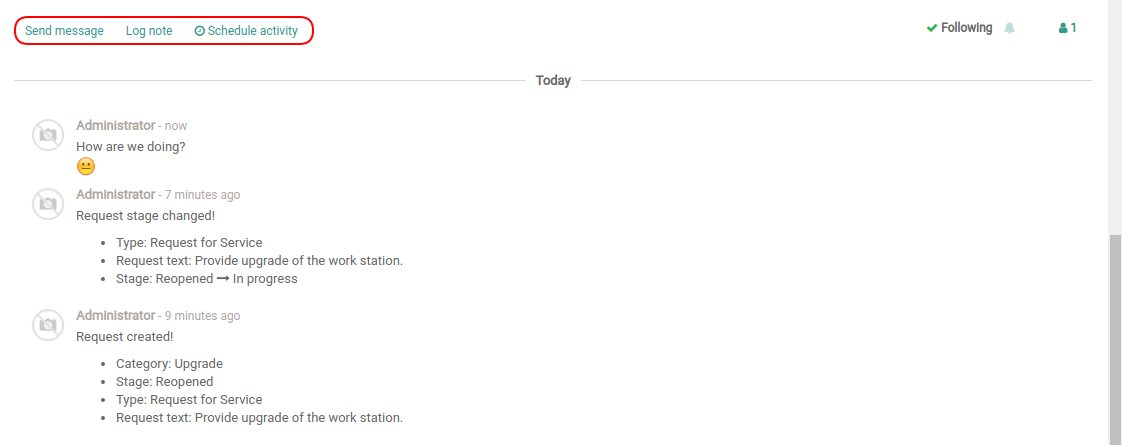 Send message Log note Schedule activity Following 1
Today
Administrator - now
How are we doing?
Administrator - 7 minutes ago
Request stage changed!
• Type: Request for Service
• Request text: Provide upgrade of the work station.
• Stage: Reopened → In progress
Administrator - 9 minutes ago
Request created!
• Category: Upgrade
• Stage: Reopened
• Type: Request for Service
• Request text: Provide upgrade of the work station.